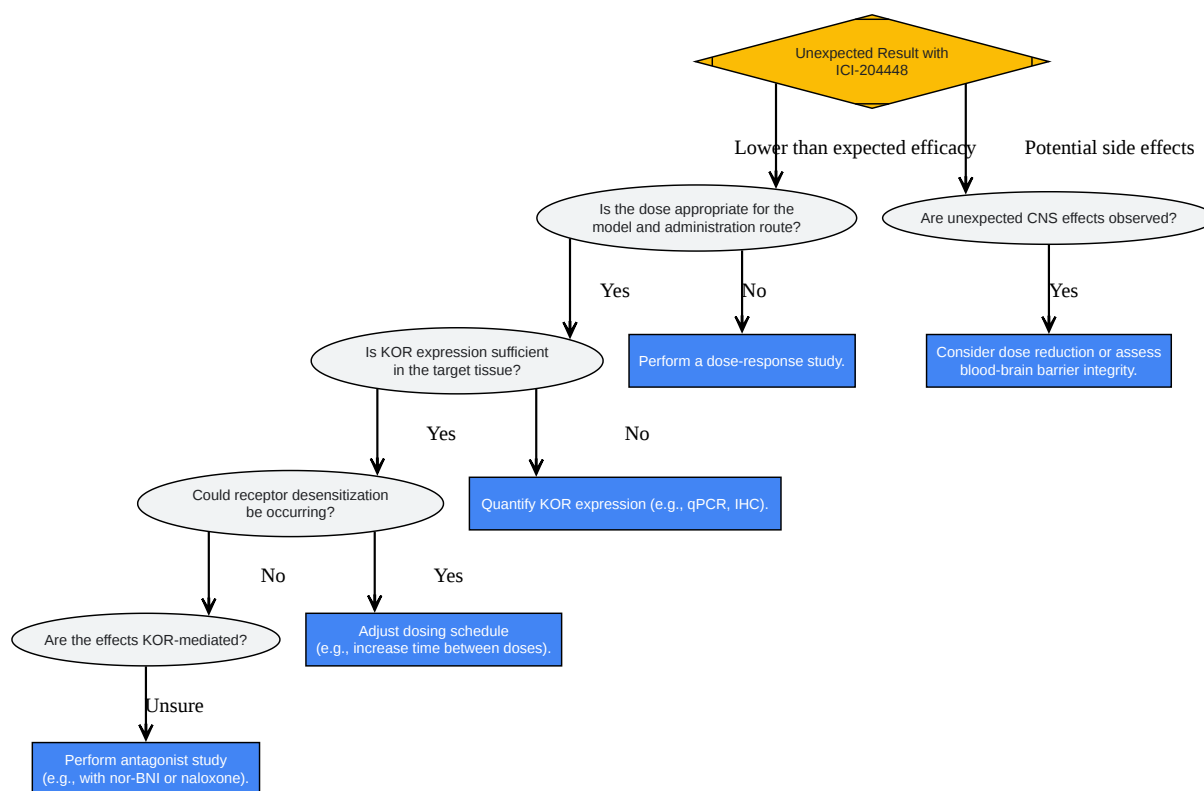 Unexpected Result with
ICI-204448
Lower than expected efficacy
Potential side effects
Is the dose appropriate for the
model and administration route?
Are unexpected CNS effects observed?
Yes
No
Yes
Is KOR expression sufficient
in the target tissue?
Perform a dose-response study.
Consider dose reduction or assess
blood-brain barrier integrity.
Yes
No
Could receptor desensitization
be occurring?
Quantify KOR expression (e.g., qPCR, IHC).
No
Yes
Are the effects KOR-mediated?
Adjust dosing schedule
(e.g., increase time between doses).
Unsure
Perform antagonist study
(e.g., with nor-BNI or naloxone).